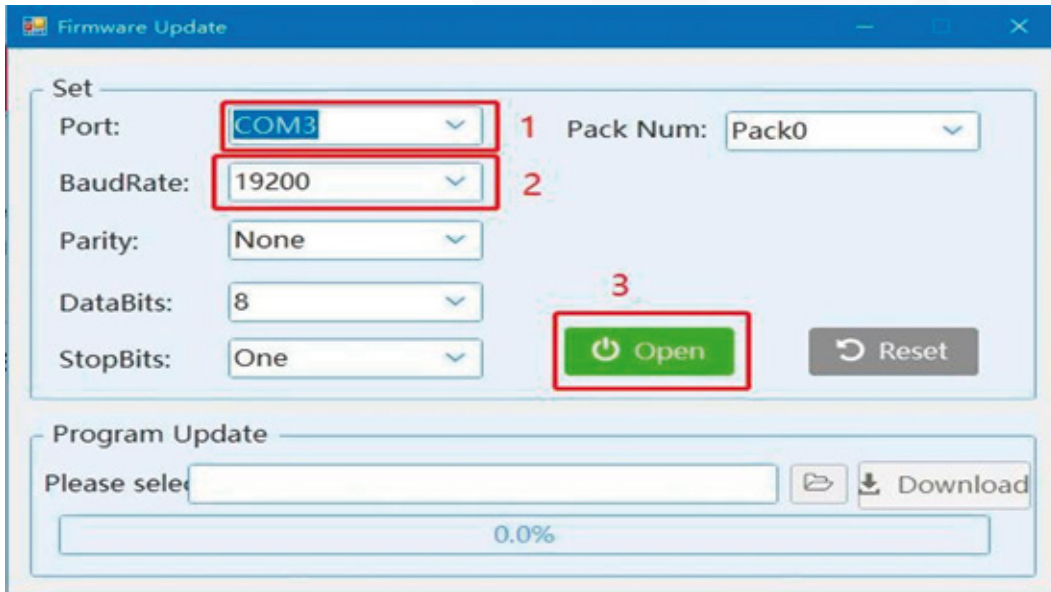 Firmware Update
Set
Port: COM3 1 Pack Num: Pack0
BaudRate: 19200 2
Parity: None
DataBits: 8
3
StopBits: One Open Reset
Program Update
Please selec Download
0.0%